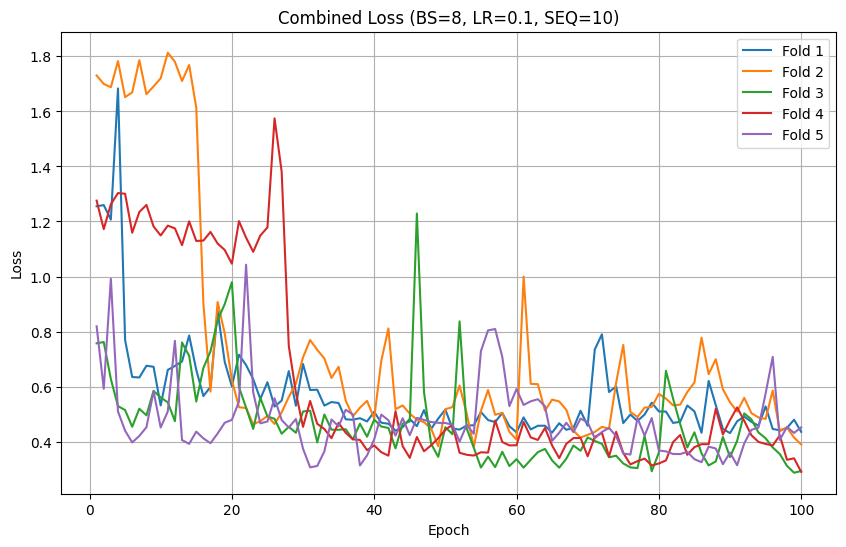 Combined Loss (BS=8, LR=0.1, SEQ=10)
Fold 1
Fold 2
Fold 3
Fold 4
Fold 5
Loss
1.8
1.6
1.4
1.2
1.0
0.8
0.6
0.4
0 20 40 60 80 100
Epoch